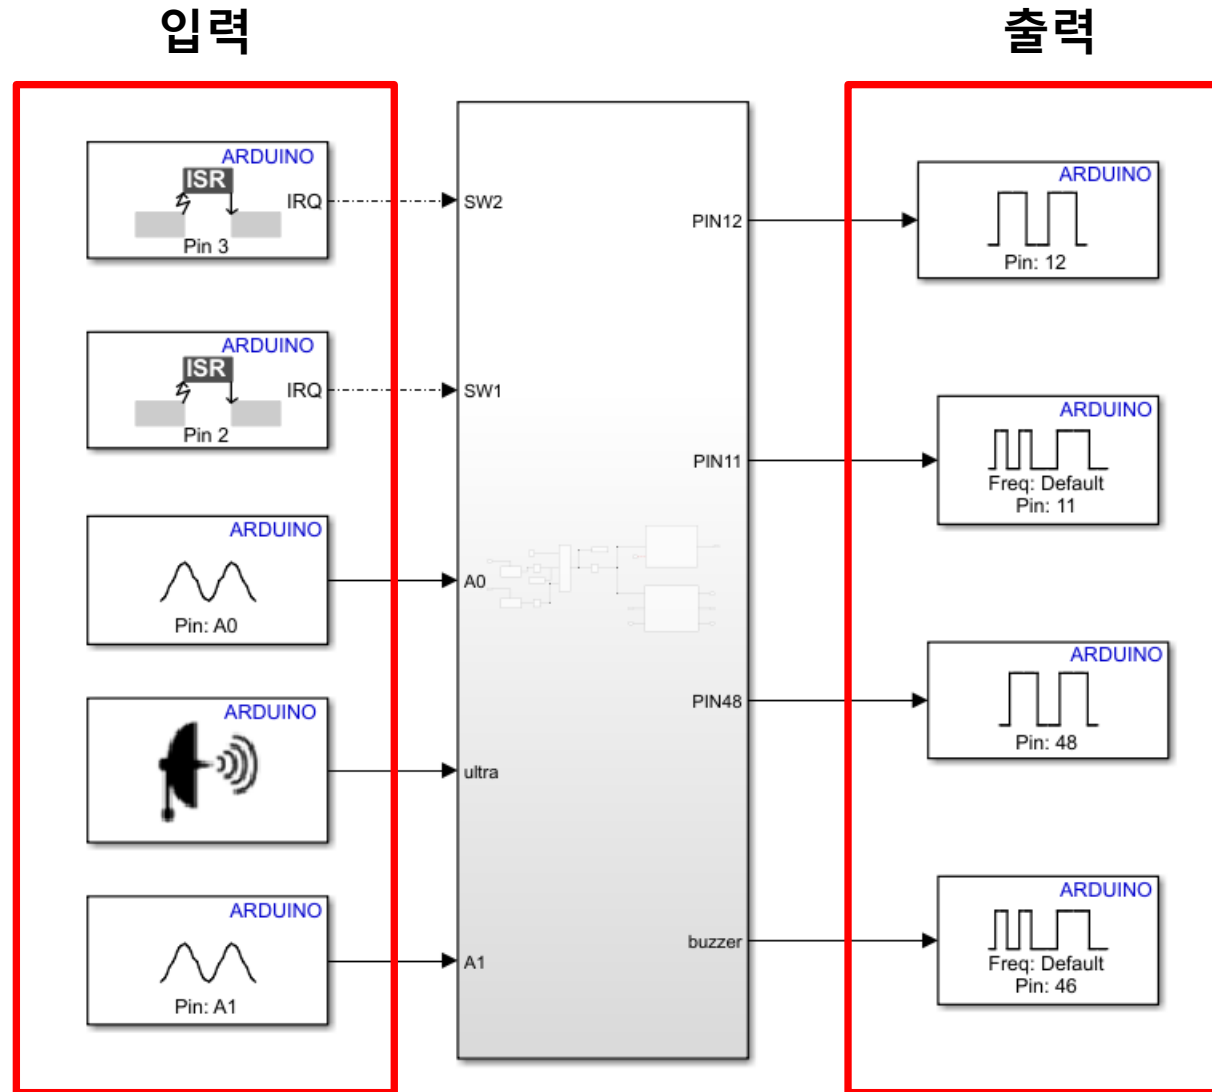 입력
출력
ARDUINO
ISR
IRQ
Pin 3
ARDUINO
ISR
IRQ
Pin 2
ARDUINO
Pin: A0
ARDUINO
ARDUINO
Pin: A1
SW2
SW1
A0
ultra
A1
PIN12
PIN11
PIN48
buzzer
ARDUINO
Pin: 12
ARDUINO
Freq: Default
Pin: 11
ARDUINO
Pin: 48
ARDUINO
Freq: Default
Pin: 46